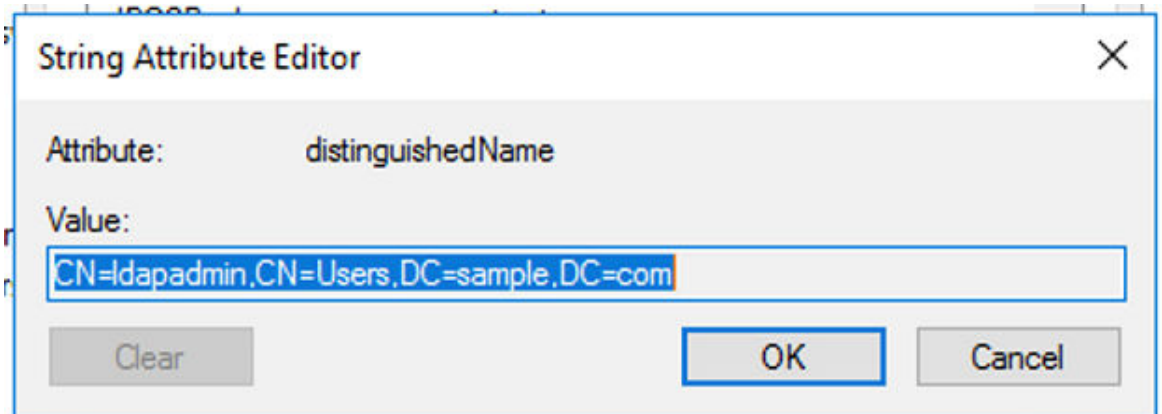 String Attribute Editor
Attribute: distinguishedName
Value:
CN=ldapadmin,CN=Users,DC=sample,DC=com
Clear OK Cancel